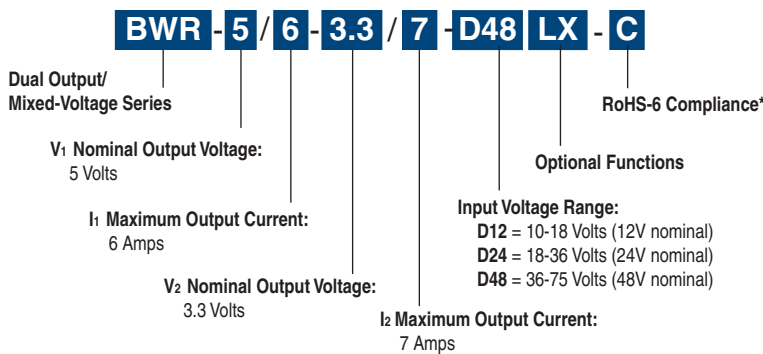 BWR - 5 / 6 - 3.3 / 7 - D48 LX - C
Dual Output/
Mixed-Voltage Series
RoHS-6 Compliance*
V1 Nominal Output Voltage:
5 Volts
Optional Functions
I1 Maximum Output Current:
6 Amps
Input Voltage Range:
D12 = 10-18 Volts (12V nominal)
D24 = 18-36 Volts (24V nominal)
D48 = 36-75 Volts (48V nominal)
V2 Nominal Output Voltage:
3.3 Volts
I2 Maximum Output Current:
7 Amps